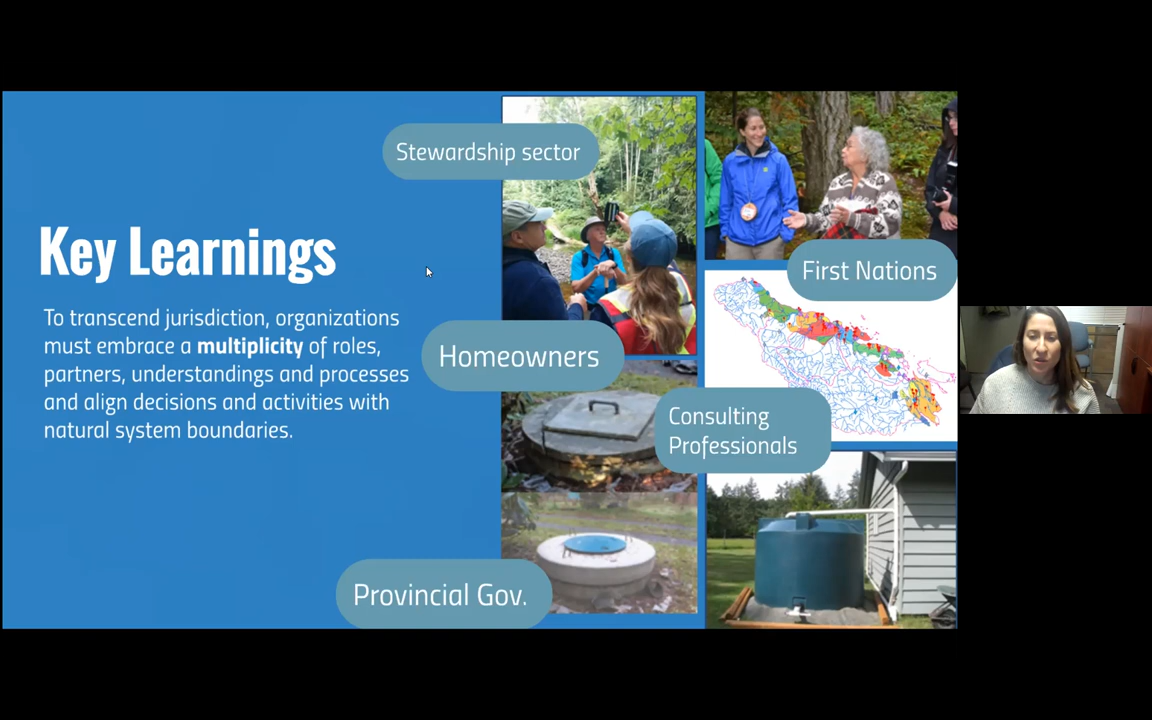 Key Learnings
To transcend jurisdiction, organizations
must embrace a multiplicity of roles,
partners, understandings and processes
and align decisions and activities with
natural system boundaries.
Stewardship sector
First Nations
Homeowners
Consulting
Professionals
Provincial Gov.